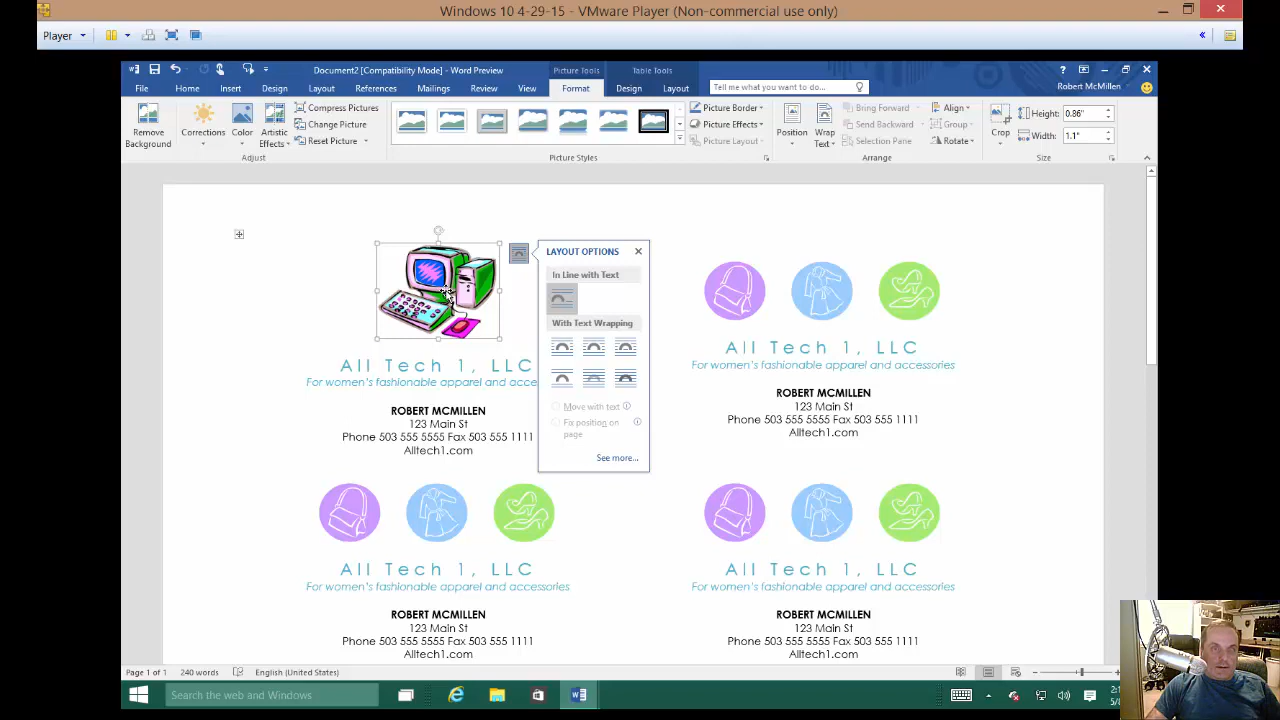 Windows 10 4-29-15 - VMware Player (Non-commercial use only)
Player
Document2 [Compatibility Mode] - Word Preview
Picture Tools
Table Tools
File
Home
Insert
Design
Layout
References
Mailings
Review
View
Format
Design
Layout
Tell me what you want to do...
Robert McMillen
Remove Background
Corrections
Color
Artistic Effects
Compress Pictures
Change Picture
Reset Picture
Adjust
Picture Styles
Picture Border
Picture Effects
Picture Layout
Position
Wrap Text
Bring Forward
Send Backward
Selection Pane
Align
Group
Rotate
Arrange
Crop
Height: 0.86"
Width: 1.1"
Size
LAYOUT OPTIONS
In Line with Text
With Text Wrapping
Move with text
Fix position on page
See more...
All Tech 1, LLC
For women's fashionable apparel and acce
ROBERT MCMILLEN
123 Main St
Phone 503 555 5555 Fax 503 555 1111
Alltech1.com
All Tech 1, LLC
For women's fashionable apparel and accessories
ROBERT MCMILLEN
123 Main St
Phone 503 555 5555 Fax 503 555 1111
Alltech1.com
All Tech 1, LLC
For women's fashionable apparel and accessories
ROBERT MCMILLEN
123 Main St
Phone 503 555 5555 Fax 503 555 1111
Alltech1.com
All Tech 1, LLC
For women's fashionable apparel and accessories
ROBERT MCMILLEN
123 Main St
Phone 503 555 5555 Fax 503 555 1111
Alltech1.com
Page 1 of 1
240 words
English (United States)
Search the web and Windows